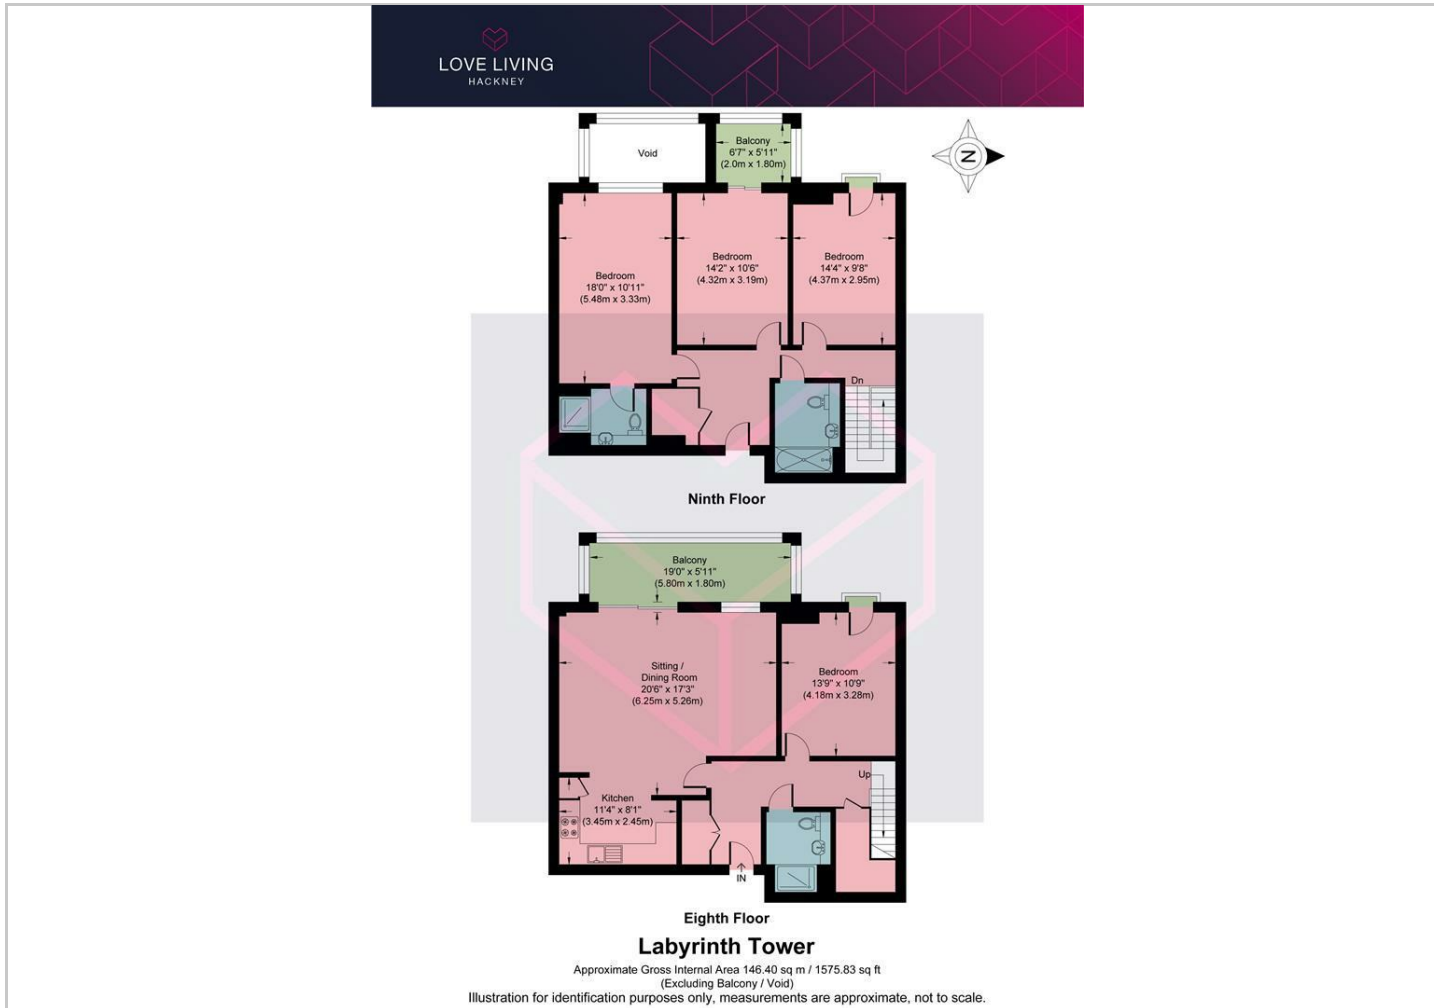 LOVE LIVING
HACKNEY
Void
Balcony
6'7" x 5'11"
(2.0m x 1.80m)
N
Bedroom
18'0" x 10'11"
(5.48m x 3.33m)
Bedroom
14'2" x 10'6"
(4.32m x 3.19m)
Bedroom
14'4" x 9'8"
(4.37m x 2.95m)
Dn
Ninth Floor
Balcony
19'0" x 5'11"
(5.80m x 1.80m)
Sitting /
Dining Room
20'6" x 17'3"
(6.25m x 5.26m)
Bedroom
13'9" x 10'9"
(4.18m x 3.28m)
Up
Kitchen
11'4" x 8'1"
(3.45m x 2.45m)
IN
Eighth Floor
Labyrinth Tower
Approximate Gross Internal Area 146.40 sq m / 1575.83 sq ft
(Excluding Balcony / Void)
Illustration for identification purposes only, measurements are approximate, not to scale.